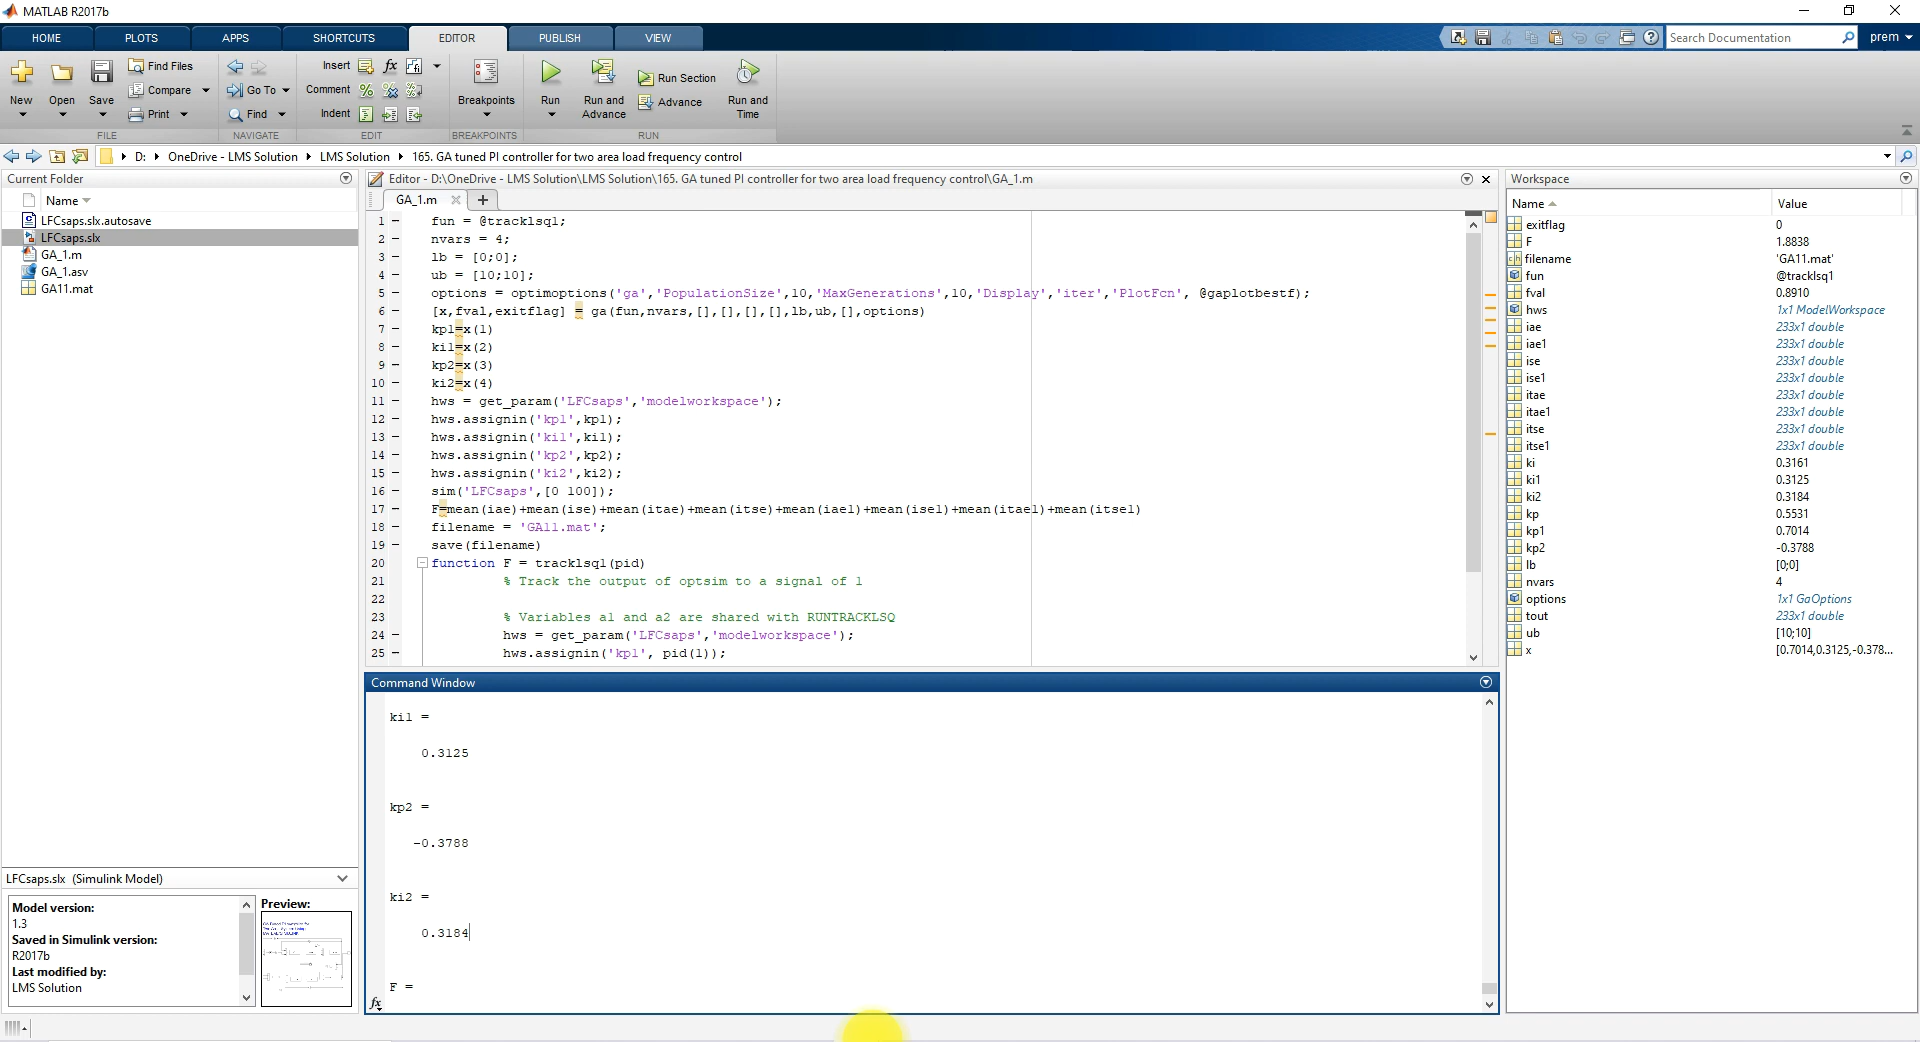 MATLAB R2017b
HOME PLOTS APPS SHORTCUTS EDITOR PUBLISH VIEW
Search Documentation
prem
New
Open
Save
Find Files
Compare
Print
FILE
Go To
Find
NAVIGATE
Insert
Comment
Indent
EDIT
Breakpoints
BREAKPOINTS
Run
Run and Advance
Run Section
Advance
Run and Time
RUN
D: OneDrive - LMS Solution LMS Solution 165. GA tuned PI controller for two area load frequency control
Current Folder
Name
LFCsaps.slx.autosave
LFCsaps.slx
GA_1.m
GA_1.asv
GA11.mat
LFCsaps.slx (Simulink Model)
Model version:
1.3
Saved in Simulink version:
R2017b
Last modified by:
LMS Solution
Preview:
Editor - D:\OneDrive - LMS Solution\LMS Solution\165. GA tuned PI controller for two area load frequency control\GA_1.m
GA_1.m
1 fun = @tracklsq1;
2 nvars = 4;
3 lb = [0;0];
4 ub = [10;10];
5 options = optimoptions('ga','PopulationSize',10,'MaxGenerations',10,'Display','iter','PlotFcn', @gaplotbestf);
6 [x,fval,exitflag] = ga(fun,nvars,[],[],[],[],lb,ub,[],options)
7 kp1=x(1)
8 ki1=x(2)
9 kp2=x(3)
10 ki2=x(4)
11 hws = get_param('LFCsaps','modelworkspace');
12 hws.assignin('kp1',kp1);
13 hws.assignin('ki1',ki1);
14 hws.assignin('kp2',kp2);
15 hws.assignin('ki2',ki2);
16 sim('LFCsaps',[0 100]);
17 F=mean(iae)+mean(ise)+mean(itae)+mean(itse)+mean(iae1)+mean(ise1)+mean(itae1)+mean(itse1)
18 filename = 'GA11.mat';
19 save(filename)
20 function F = tracklsq1(pid)
21 % Track the output of optsim to a signal of 1
22
23 % Variables a1 and a2 are shared with RUNTRACKLSQ
24 hws = get_param('LFCsaps','modelworkspace');
25 hws.assignin('kp1', pid(1));
Command Window
ki1 =
0.3125
kp2 =
-0.3788
ki2 =
0.3184
F =
fx
Workspace
Name Value
exitflag 0
F 1.8838
filename 'GA11.mat'
fun @tracklsq1
fval 0.8910
hws 1x1 ModelWorkspace
iae 233x1 double
iae1 233x1 double
ise 233x1 double
ise1 233x1 double
itae 233x1 double
itae1 233x1 double
itse 233x1 double
itse1 233x1 double
ki 0.3161
ki1 0.3125
ki2 0.3184
kp 0.5531
kp1 0.7014
kp2 -0.3788
lb [0;0]
nvars 4
options 1x1 GaOptions
tout 233x1 double
ub [10;10]
x [0.7014,0.3125,-0.378...